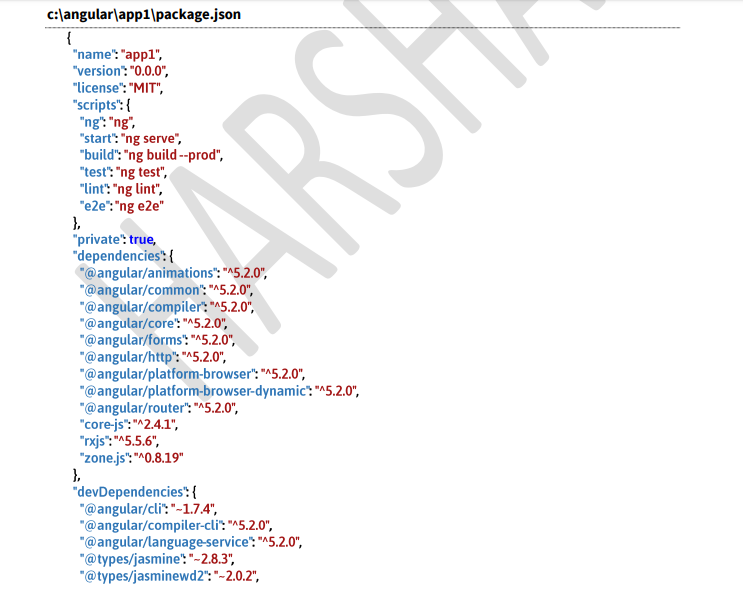 c:\angular\app1\package.json
{
"name": "app1",
"version": "0.0.0",
"license": "MIT",
"scripts": {
"ng": "ng",
"start": "ng serve",
"build": "ng build --prod",
"test": "ng test",
"lint": "ng lint",
"e2e": "ng e2e"
},
"private": true,
"dependencies": {
"@angular/animations": "^5.2.0",
"@angular/common": "^5.2.0",
"@angular/compiler": "^5.2.0",
"@angular/core": "^5.2.0",
"@angular/forms": "^5.2.0",
"@angular/http": "^5.2.0",
"@angular/platform-browser": "^5.2.0",
"@angular/platform-browser-dynamic": "^5.2.0",
"@angular/router": "^5.2.0",
"core-js": "^2.4.1",
"rxjs": "^5.5.6",
"zone.js": "^0.8.19"
},
"devDependencies": {
"@angular/cli": "~1.7.4",
"@angular/compiler-cli": "^5.2.0",
"@angular/language-service": "^5.2.0",
"@types/jasmine": "~2.8.3",
"@types/jasminewd2": "~2.0.2",
HARSHA